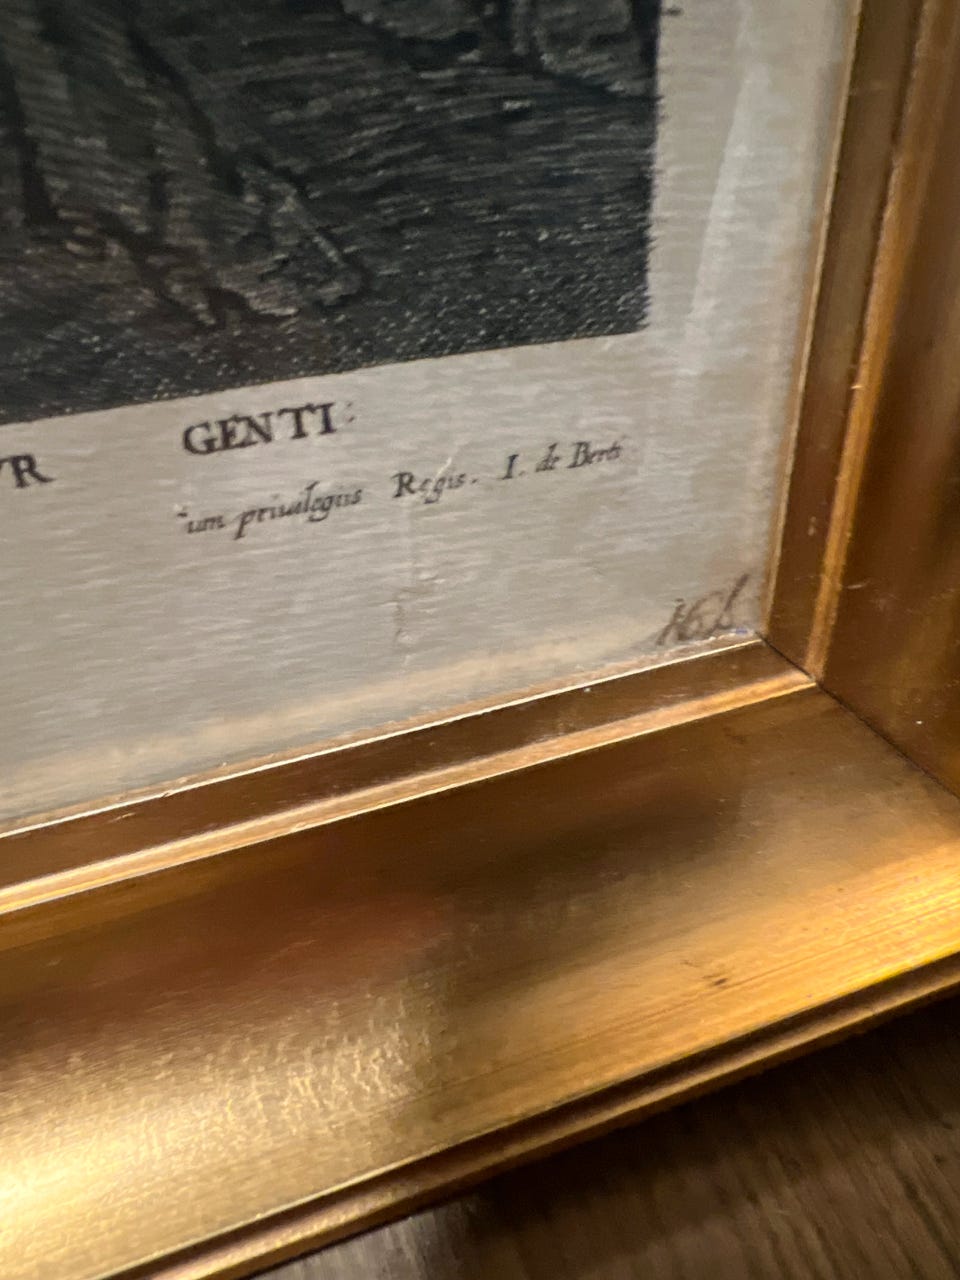 VR GENTI:
um priuilegiis Regis. I. de Berti